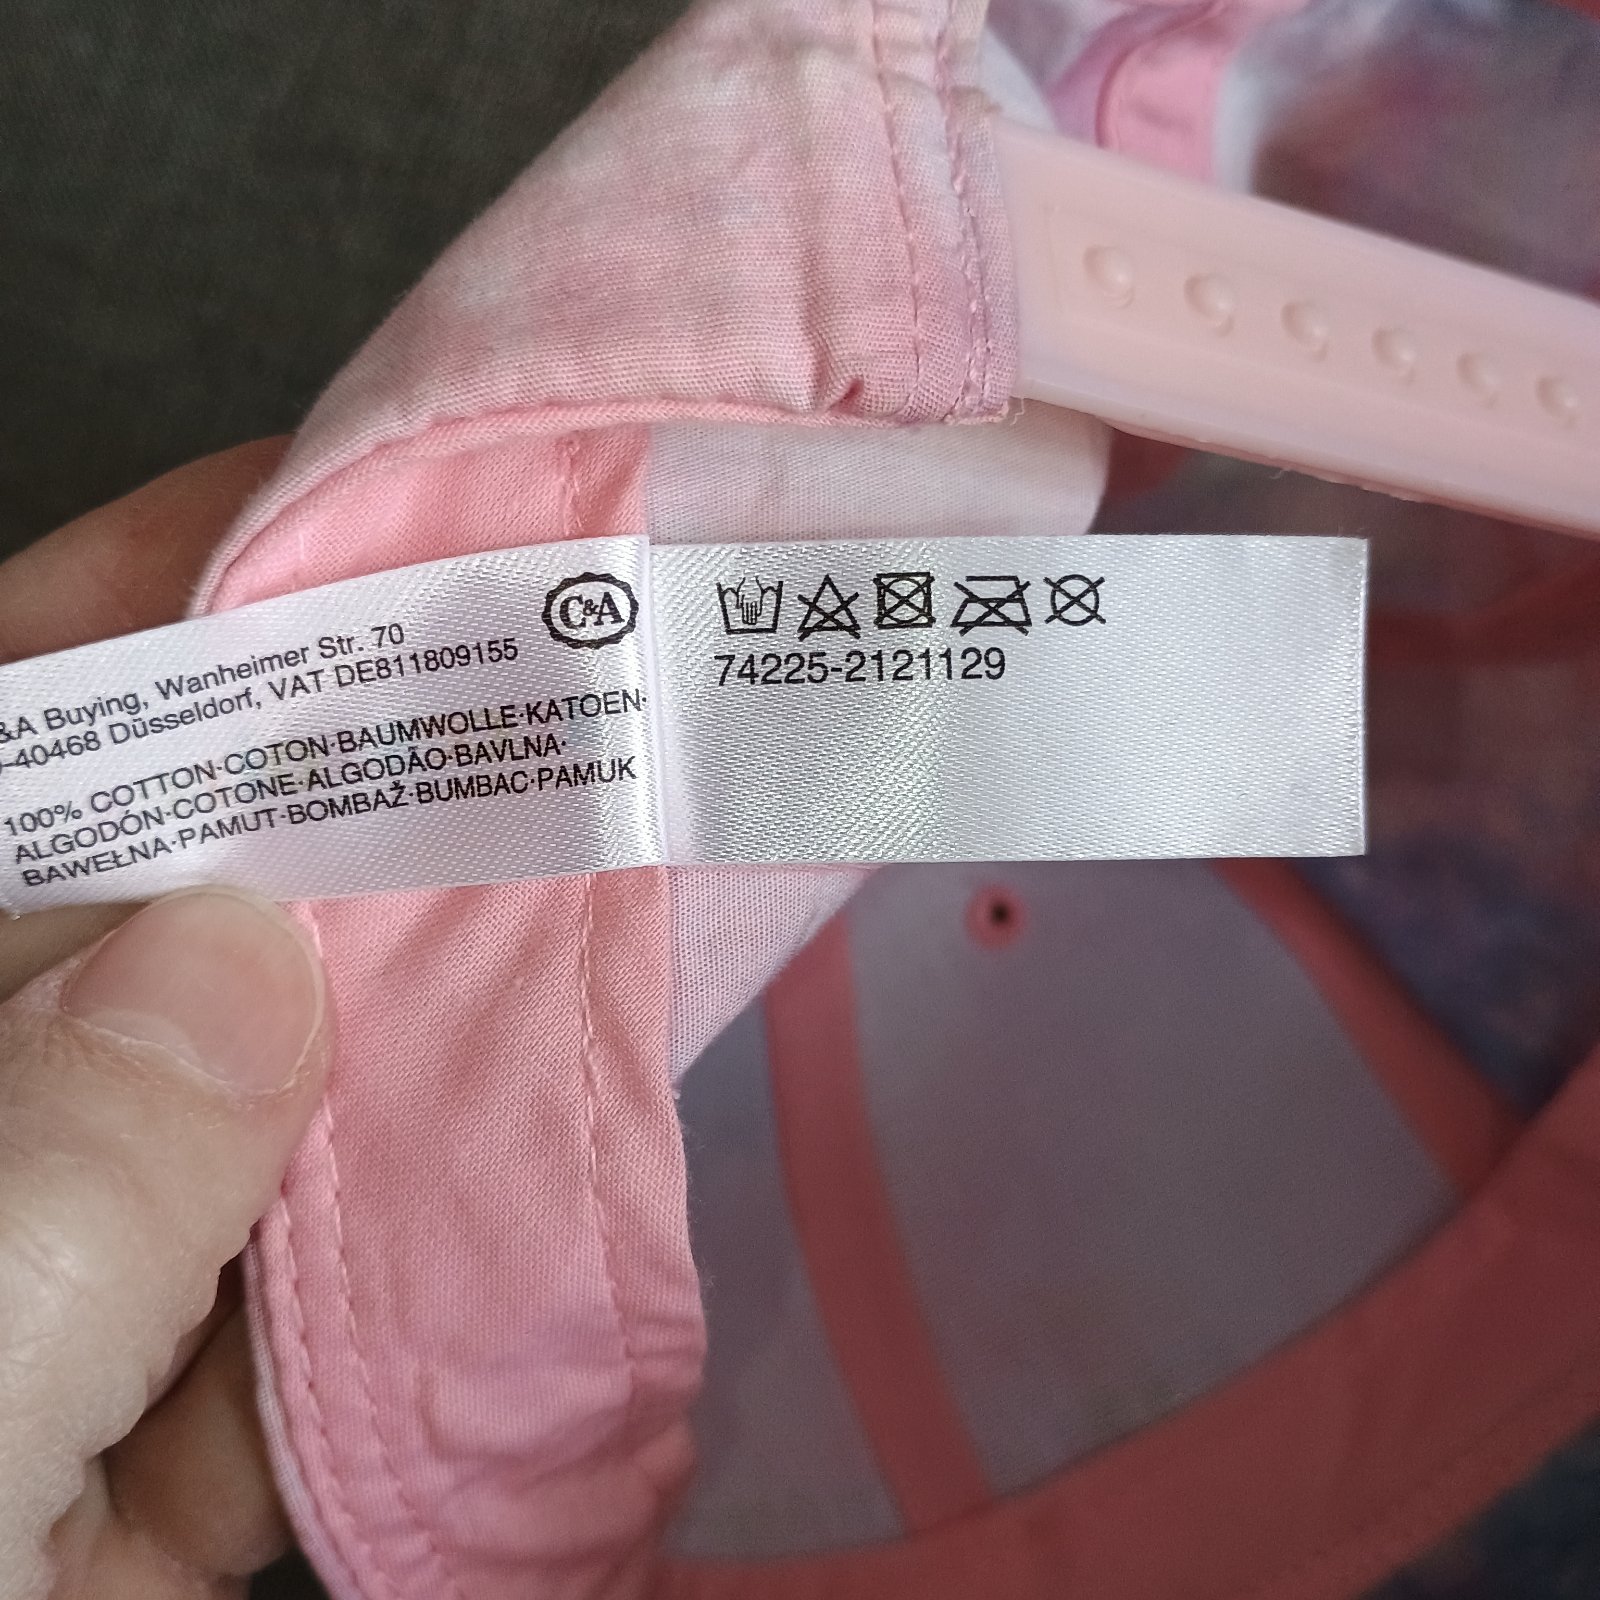 &A Buying, Wanheimer Str. 70
-40468 Düsseldorf, VAT DE811809155
C&A
100% COTTON·COTON·BAUMWOLLE·KATOEN·
ALGODÓN·COTONE·ALGODÃO·BAVLNA·
BAWEŁNA·PAMUT·BOMBAŽ·BUMBAC·PAMUK
74225-2121129